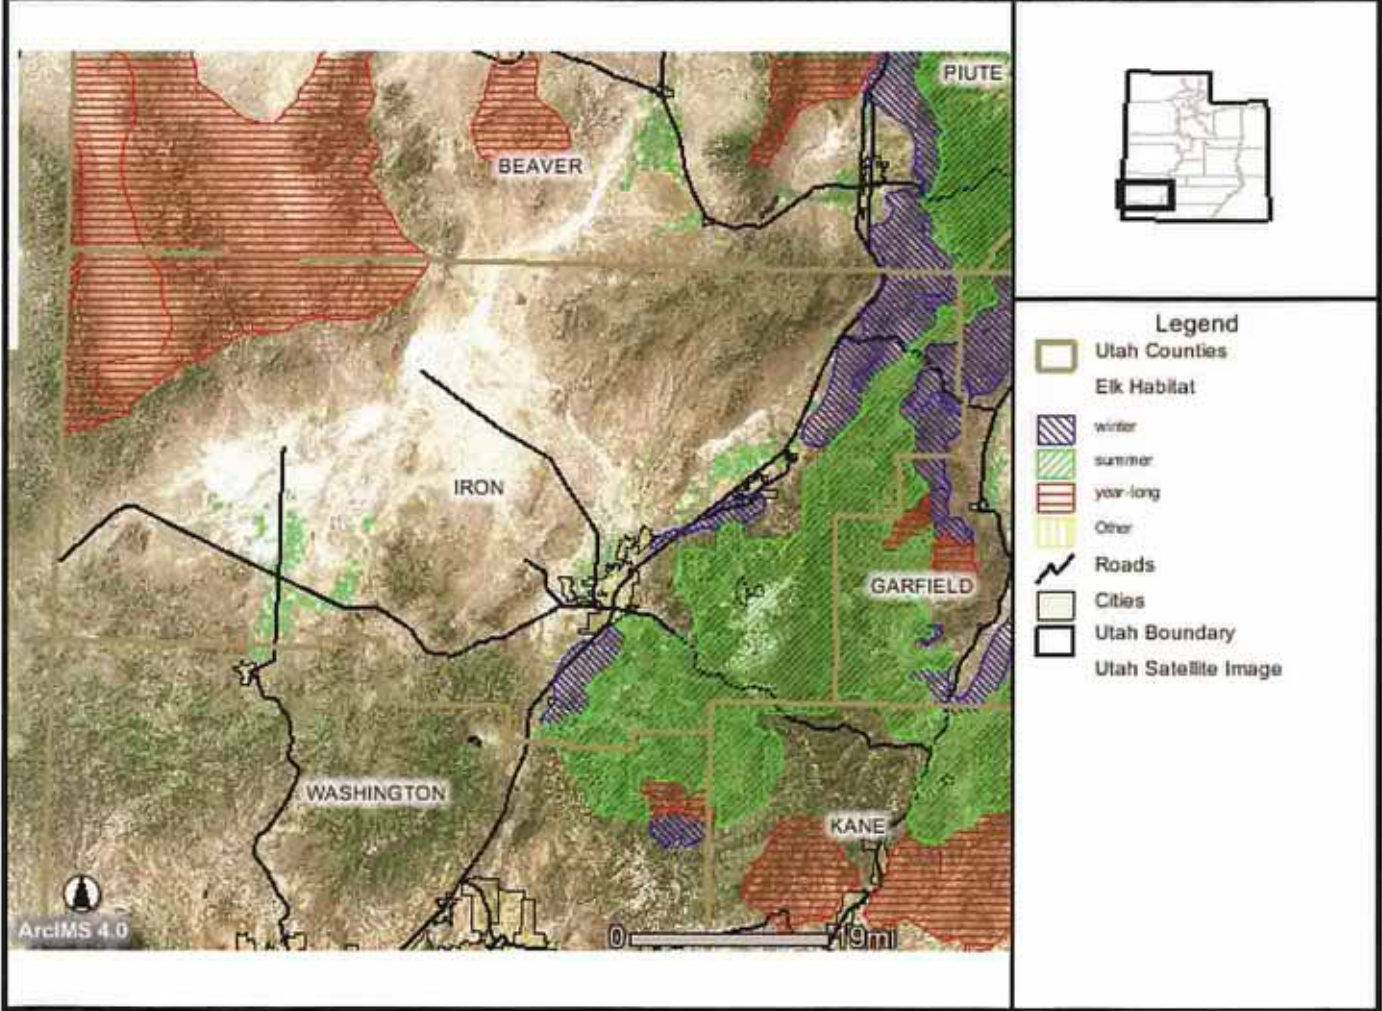 PIUTE
BEAVER
IRON
GARFIELD
WASHINGTON
KANE
ArcIMS 4.0
0 19mi
Legend
Utah Counties
Elk Habitat
winter
summer
year-long
Other
Roads
Cities
Utah Boundary
Utah Satellite Image